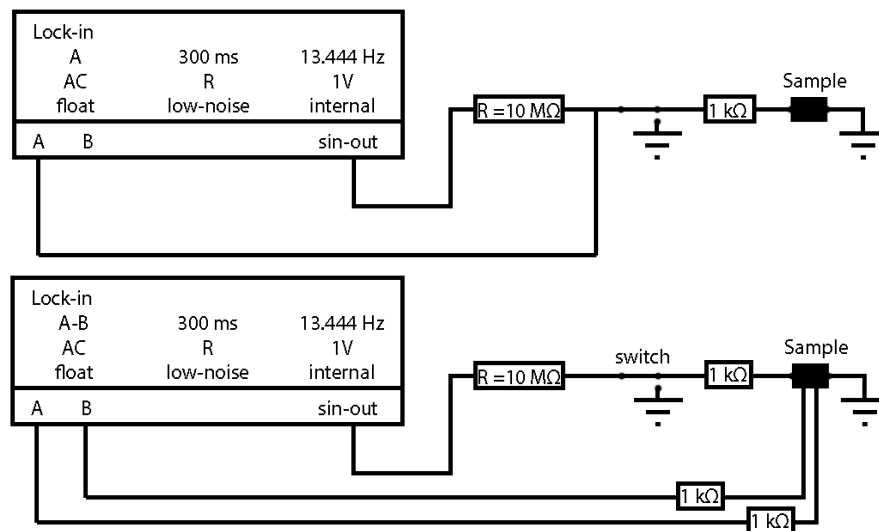 Lock-in
A 300 ms 13.444 Hz
AC R 1V
float low-noise internal
A B sin-out
R =10 MΩ
1 kΩ
Sample
Lock-in
A-B 300 ms 13.444 Hz
AC R 1V
float low-noise internal
A B sin-out
R =10 MΩ
switch
1 kΩ
Sample
1 kΩ
1 kΩ